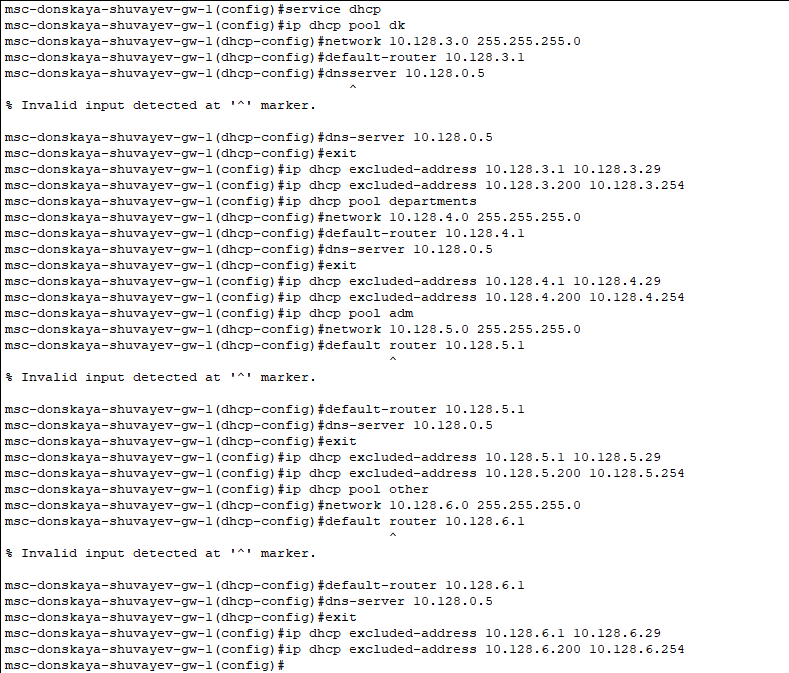 msc-donskaya-shuvayev-gw-1(config)#service dhcp
msc-donskaya-shuvayev-gw-1(config)#ip dhcp pool dk
msc-donskaya-shuvayev-gw-1(dhcp-config)#network 10.128.3.0 255.255.255.0
msc-donskaya-shuvayev-gw-1(dhcp-config)#default-router 10.128.3.1
msc-donskaya-shuvayev-gw-1(dhcp-config)#dnsserver 10.128.0.5
^
% Invalid input detected at '^' marker.
msc-donskaya-shuvayev-gw-1(dhcp-config)#dns-server 10.128.0.5
msc-donskaya-shuvayev-gw-1(dhcp-config)#exit
msc-donskaya-shuvayev-gw-1(config)#ip dhcp excluded-address 10.128.3.1 10.128.3.29
msc-donskaya-shuvayev-gw-1(config)#ip dhcp excluded-address 10.128.3.200 10.128.3.254
msc-donskaya-shuvayev-gw-1(config)#ip dhcp pool departments
msc-donskaya-shuvayev-gw-1(dhcp-config)#network 10.128.4.0 255.255.255.0
msc-donskaya-shuvayev-gw-1(dhcp-config)#default-router 10.128.4.1
msc-donskaya-shuvayev-gw-1(dhcp-config)#dns-server 10.128.0.5
msc-donskaya-shuvayev-gw-1(dhcp-config)#exit
msc-donskaya-shuvayev-gw-1(config)#ip dhcp excluded-address 10.128.4.1 10.128.4.29
msc-donskaya-shuvayev-gw-1(config)#ip dhcp excluded-address 10.128.4.200 10.128.4.254
msc-donskaya-shuvayev-gw-1(config)#ip dhcp pool adm
msc-donskaya-shuvayev-gw-1(dhcp-config)#network 10.128.5.0 255.255.255.0
msc-donskaya-shuvayev-gw-1(dhcp-config)#default router 10.128.5.1
^
% Invalid input detected at '^' marker.
msc-donskaya-shuvayev-gw-1(dhcp-config)#default-router 10.128.5.1
msc-donskaya-shuvayev-gw-1(dhcp-config)#dns-server 10.128.0.5
msc-donskaya-shuvayev-gw-1(dhcp-config)#exit
msc-donskaya-shuvayev-gw-1(config)#ip dhcp excluded-address 10.128.5.1 10.128.5.29
msc-donskaya-shuvayev-gw-1(config)#ip dhcp excluded-address 10.128.5.200 10.128.5.254
msc-donskaya-shuvayev-gw-1(config)#ip dhcp pool other
msc-donskaya-shuvayev-gw-1(dhcp-config)#network 10.128.6.0 255.255.255.0
msc-donskaya-shuvayev-gw-1(dhcp-config)#default router 10.128.6.1
^
% Invalid input detected at '^' marker.
msc-donskaya-shuvayev-gw-1(dhcp-config)#default-router 10.128.6.1
msc-donskaya-shuvayev-gw-1(dhcp-config)#dns-server 10.128.0.5
msc-donskaya-shuvayev-gw-1(dhcp-config)#exit
msc-donskaya-shuvayev-gw-1(config)#ip dhcp excluded-address 10.128.6.1 10.128.6.29
msc-donskaya-shuvayev-gw-1(config)#ip dhcp excluded-address 10.128.6.200 10.128.6.254
msc-donskaya-shuvayev-gw-1(config)#